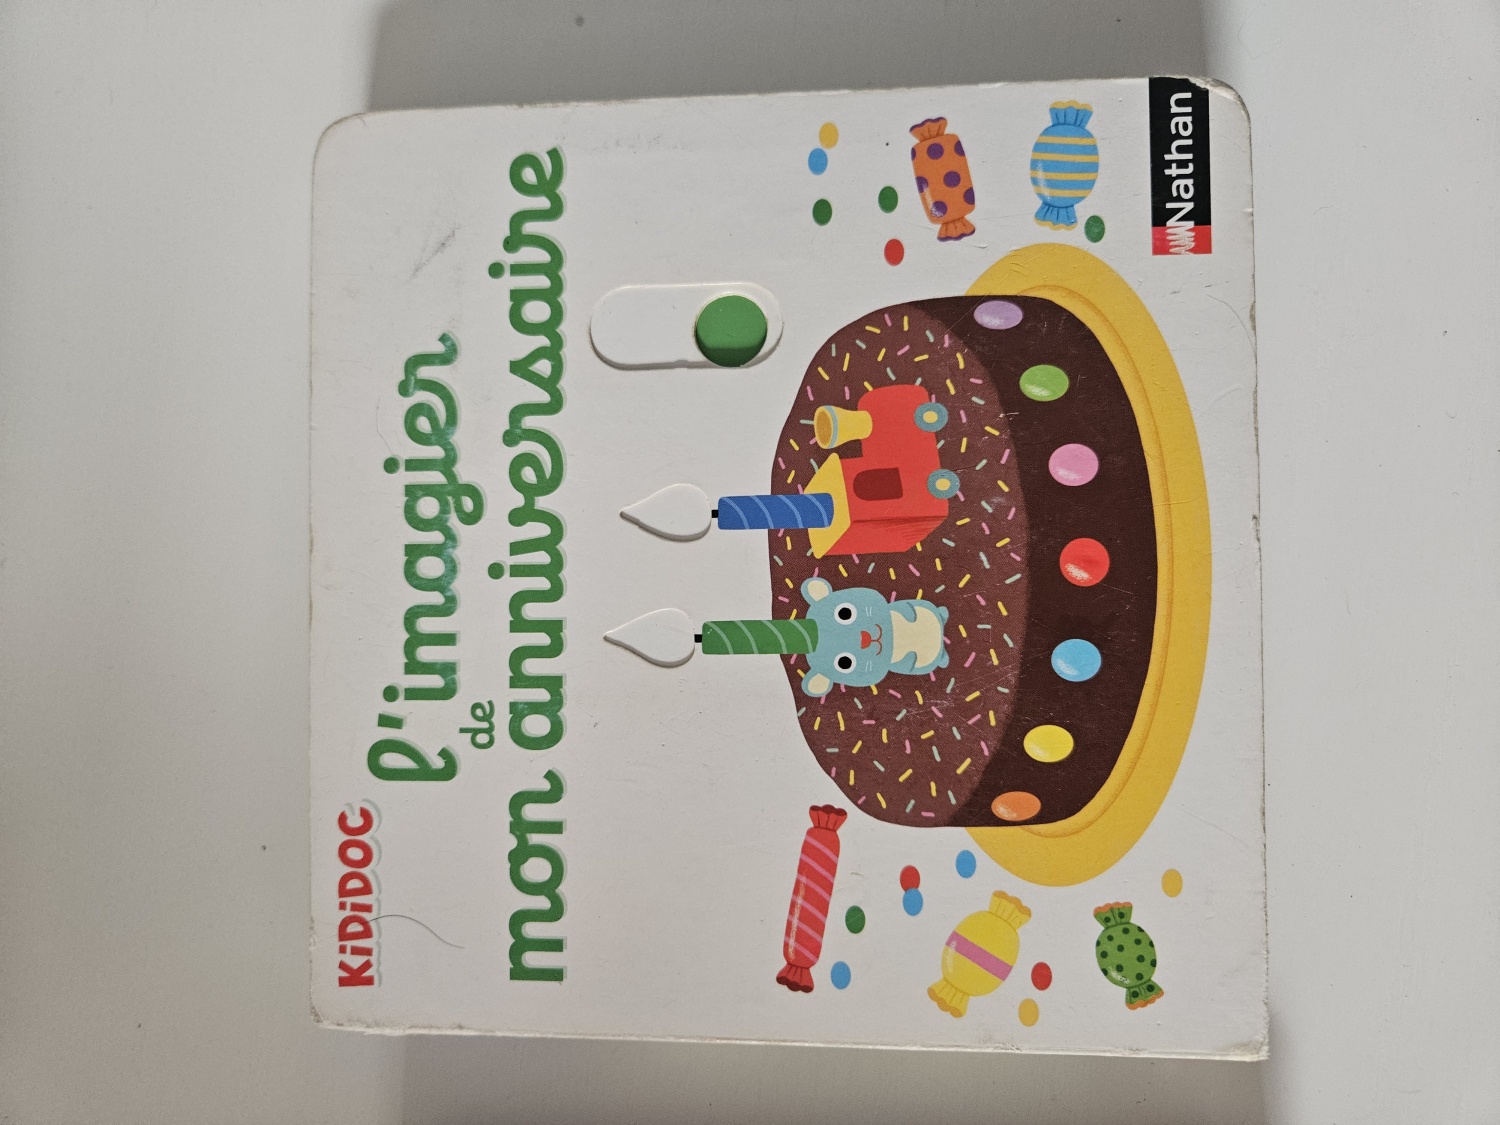 KiDiDOC
l'imagier
de
mon anniversaire
Nathan